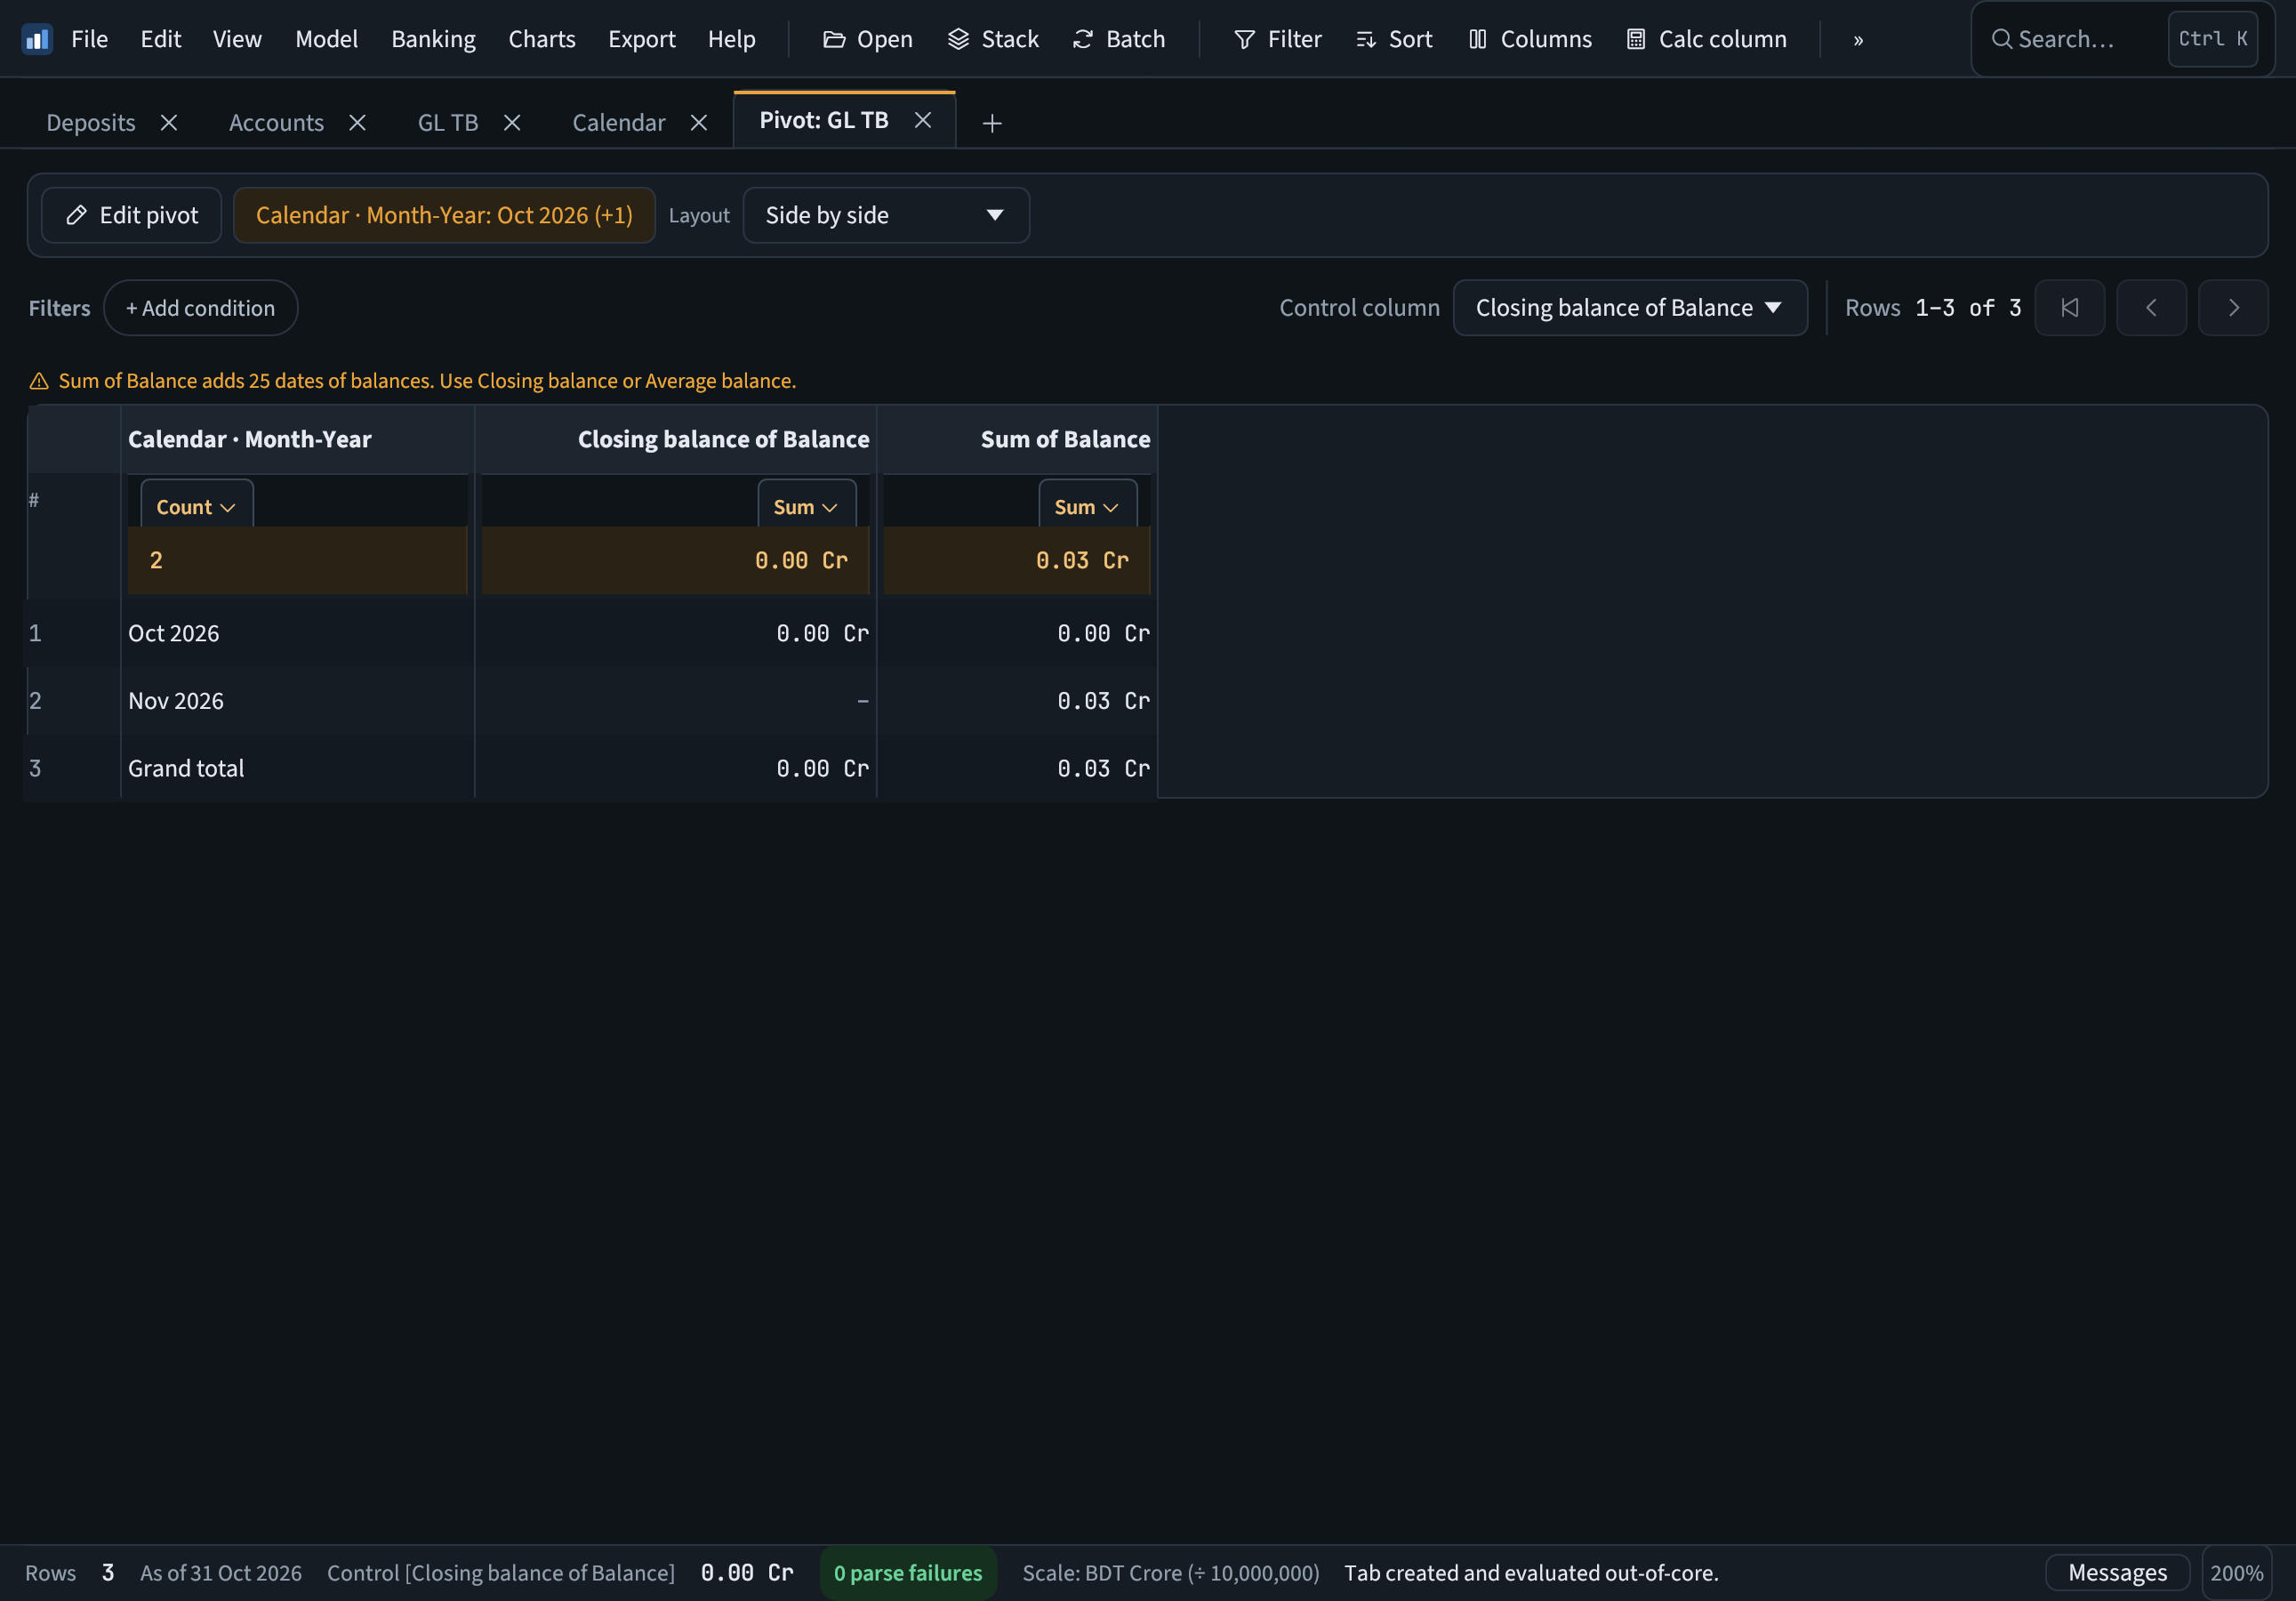 File Edit View Model Banking Charts Export Help Open Stack Batch Filter Sort Columns Calc column » Search… Ctrl K
Deposits Accounts GL TB Calendar Pivot: GL TB +
Edit pivot Calendar · Month-Year: Oct 2026 (+1) Layout Side by side
Filters + Add condition Control column Closing balance of Balance Rows 1–3 of 3
Sum of Balance adds 25 dates of balances. Use Closing balance or Average balance.
Calendar · Month-Year Closing balance of Balance Sum of Balance
# Count Sum Sum
2 0.00 Cr 0.03 Cr
1 Oct 2026 0.00 Cr 0.00 Cr
2 Nov 2026 – 0.03 Cr
3 Grand total 0.00 Cr 0.03 Cr
Rows 3 As of 31 Oct 2026 Control [Closing balance of Balance] 0.00 Cr 0 parse failures Scale: BDT Crore (÷ 10,000,000) Tab created and evaluated out-of-core. Messages 200%